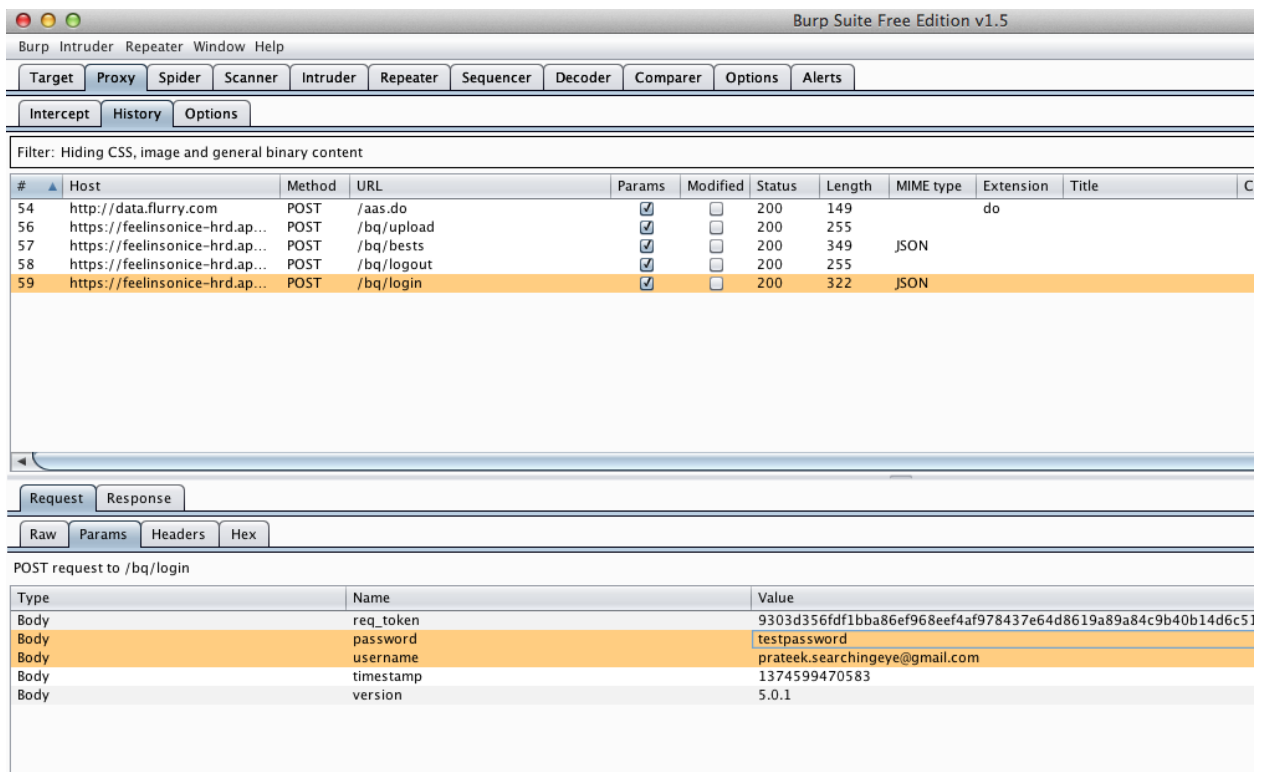 Burp Suite Free Edition v1.5
Burp Intruder Repeater Window Help
Target Proxy Spider Scanner Intruder Repeater Sequencer Decoder Comparer Options Alerts
Intercept History Options
Filter: Hiding CSS, image and general binary content
# Host Method URL Params Modified Status Length MIME type Extension Title C
54 http://data.flurry.com POST /aas.do 200 149 do
56 https://feelinsonice-hrd.ap... POST /bq/upload 200 255
57 https://feelinsonice-hrd.ap... POST /bq/bests 200 349 JSON
58 https://feelinsonice-hrd.ap... POST /bq/logout 200 255
59 https://feelinsonice-hrd.ap... POST /bq/login 200 322 JSON
Request Response
Raw Params Headers Hex
POST request to /bq/login
Type Name Value
Body req_token 9303d356fdf1bba86ef968eef4af978437e64d8619a89a84c9b40b14d6c51
Body password testpassword
Body username prateek.searchingeye@gmail.com
Body timestamp 1374599470583
Body version 5.0.1